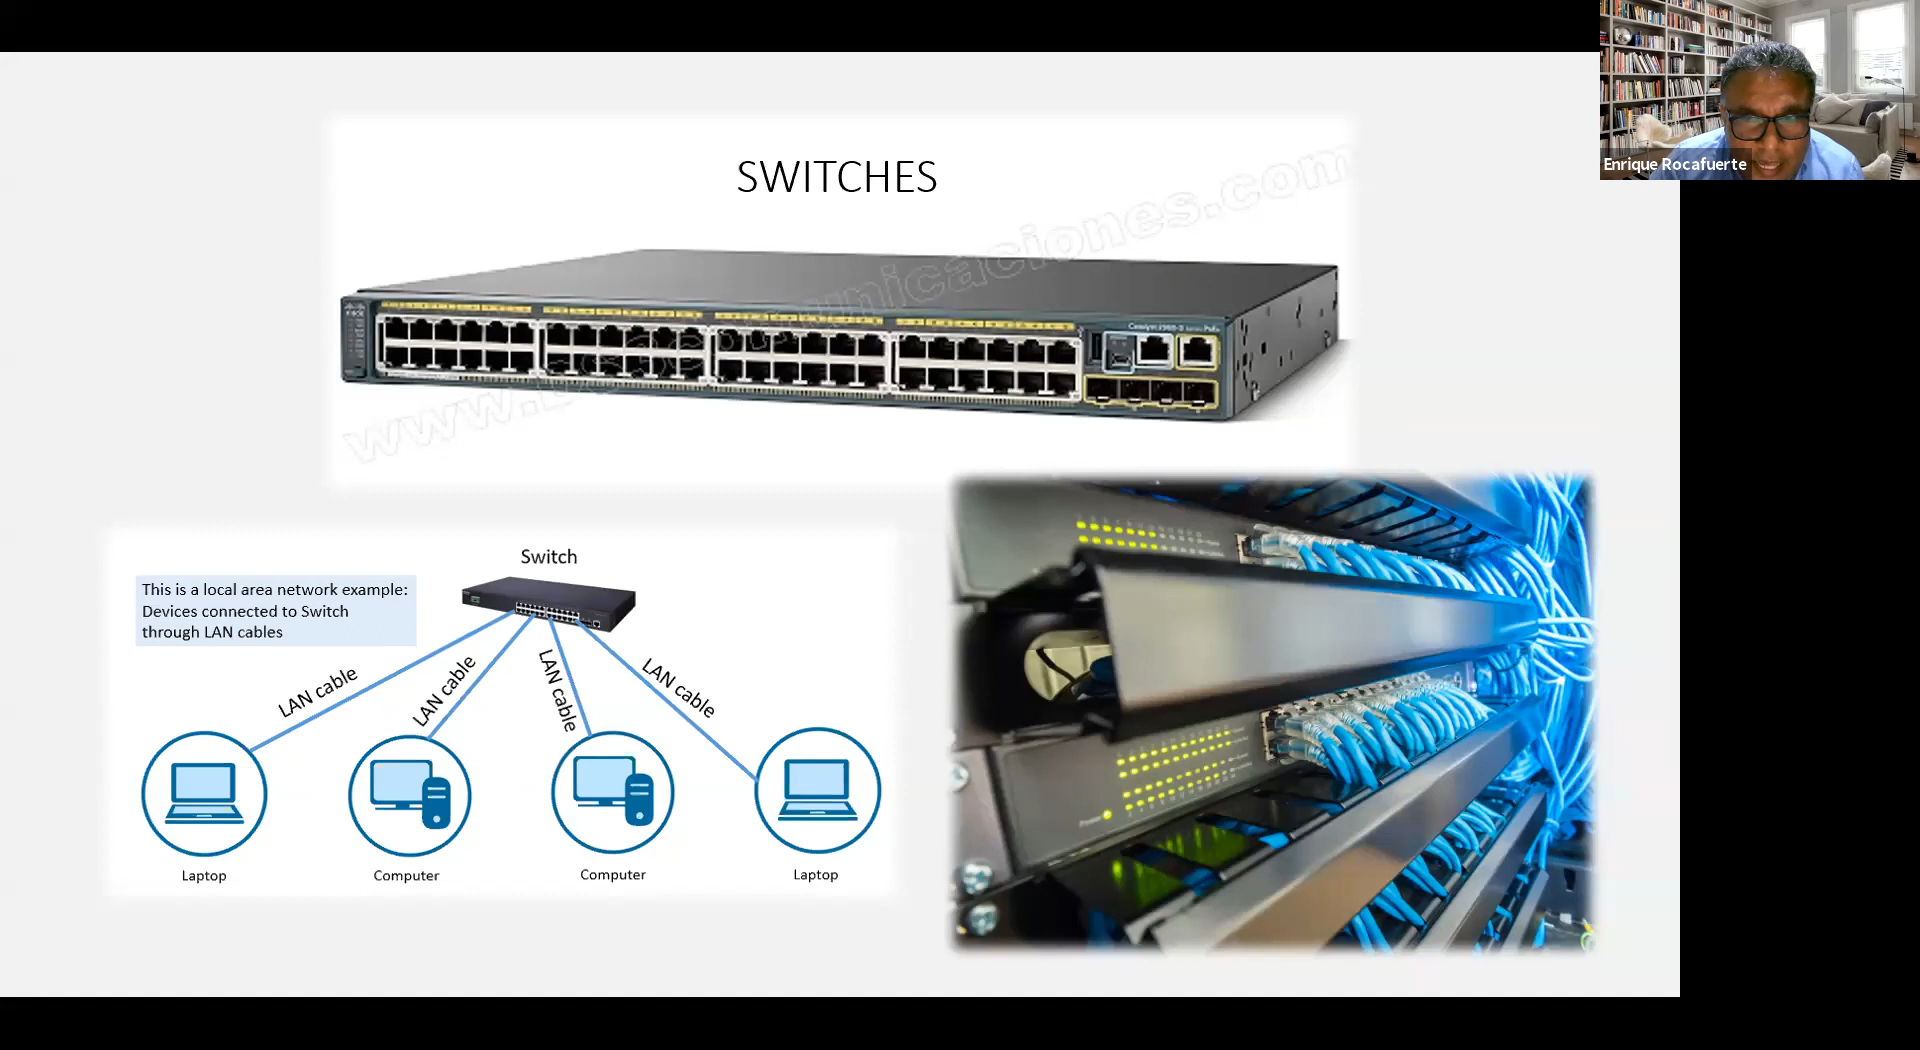 Enrique Rocafuerte
SWITCHES
Switch
This is a local area network example:
Devices connected to Switch
through LAN cables
LAN cable
LAN cable
LAN cable
LAN cable
Laptop
Computer
Computer
Laptop